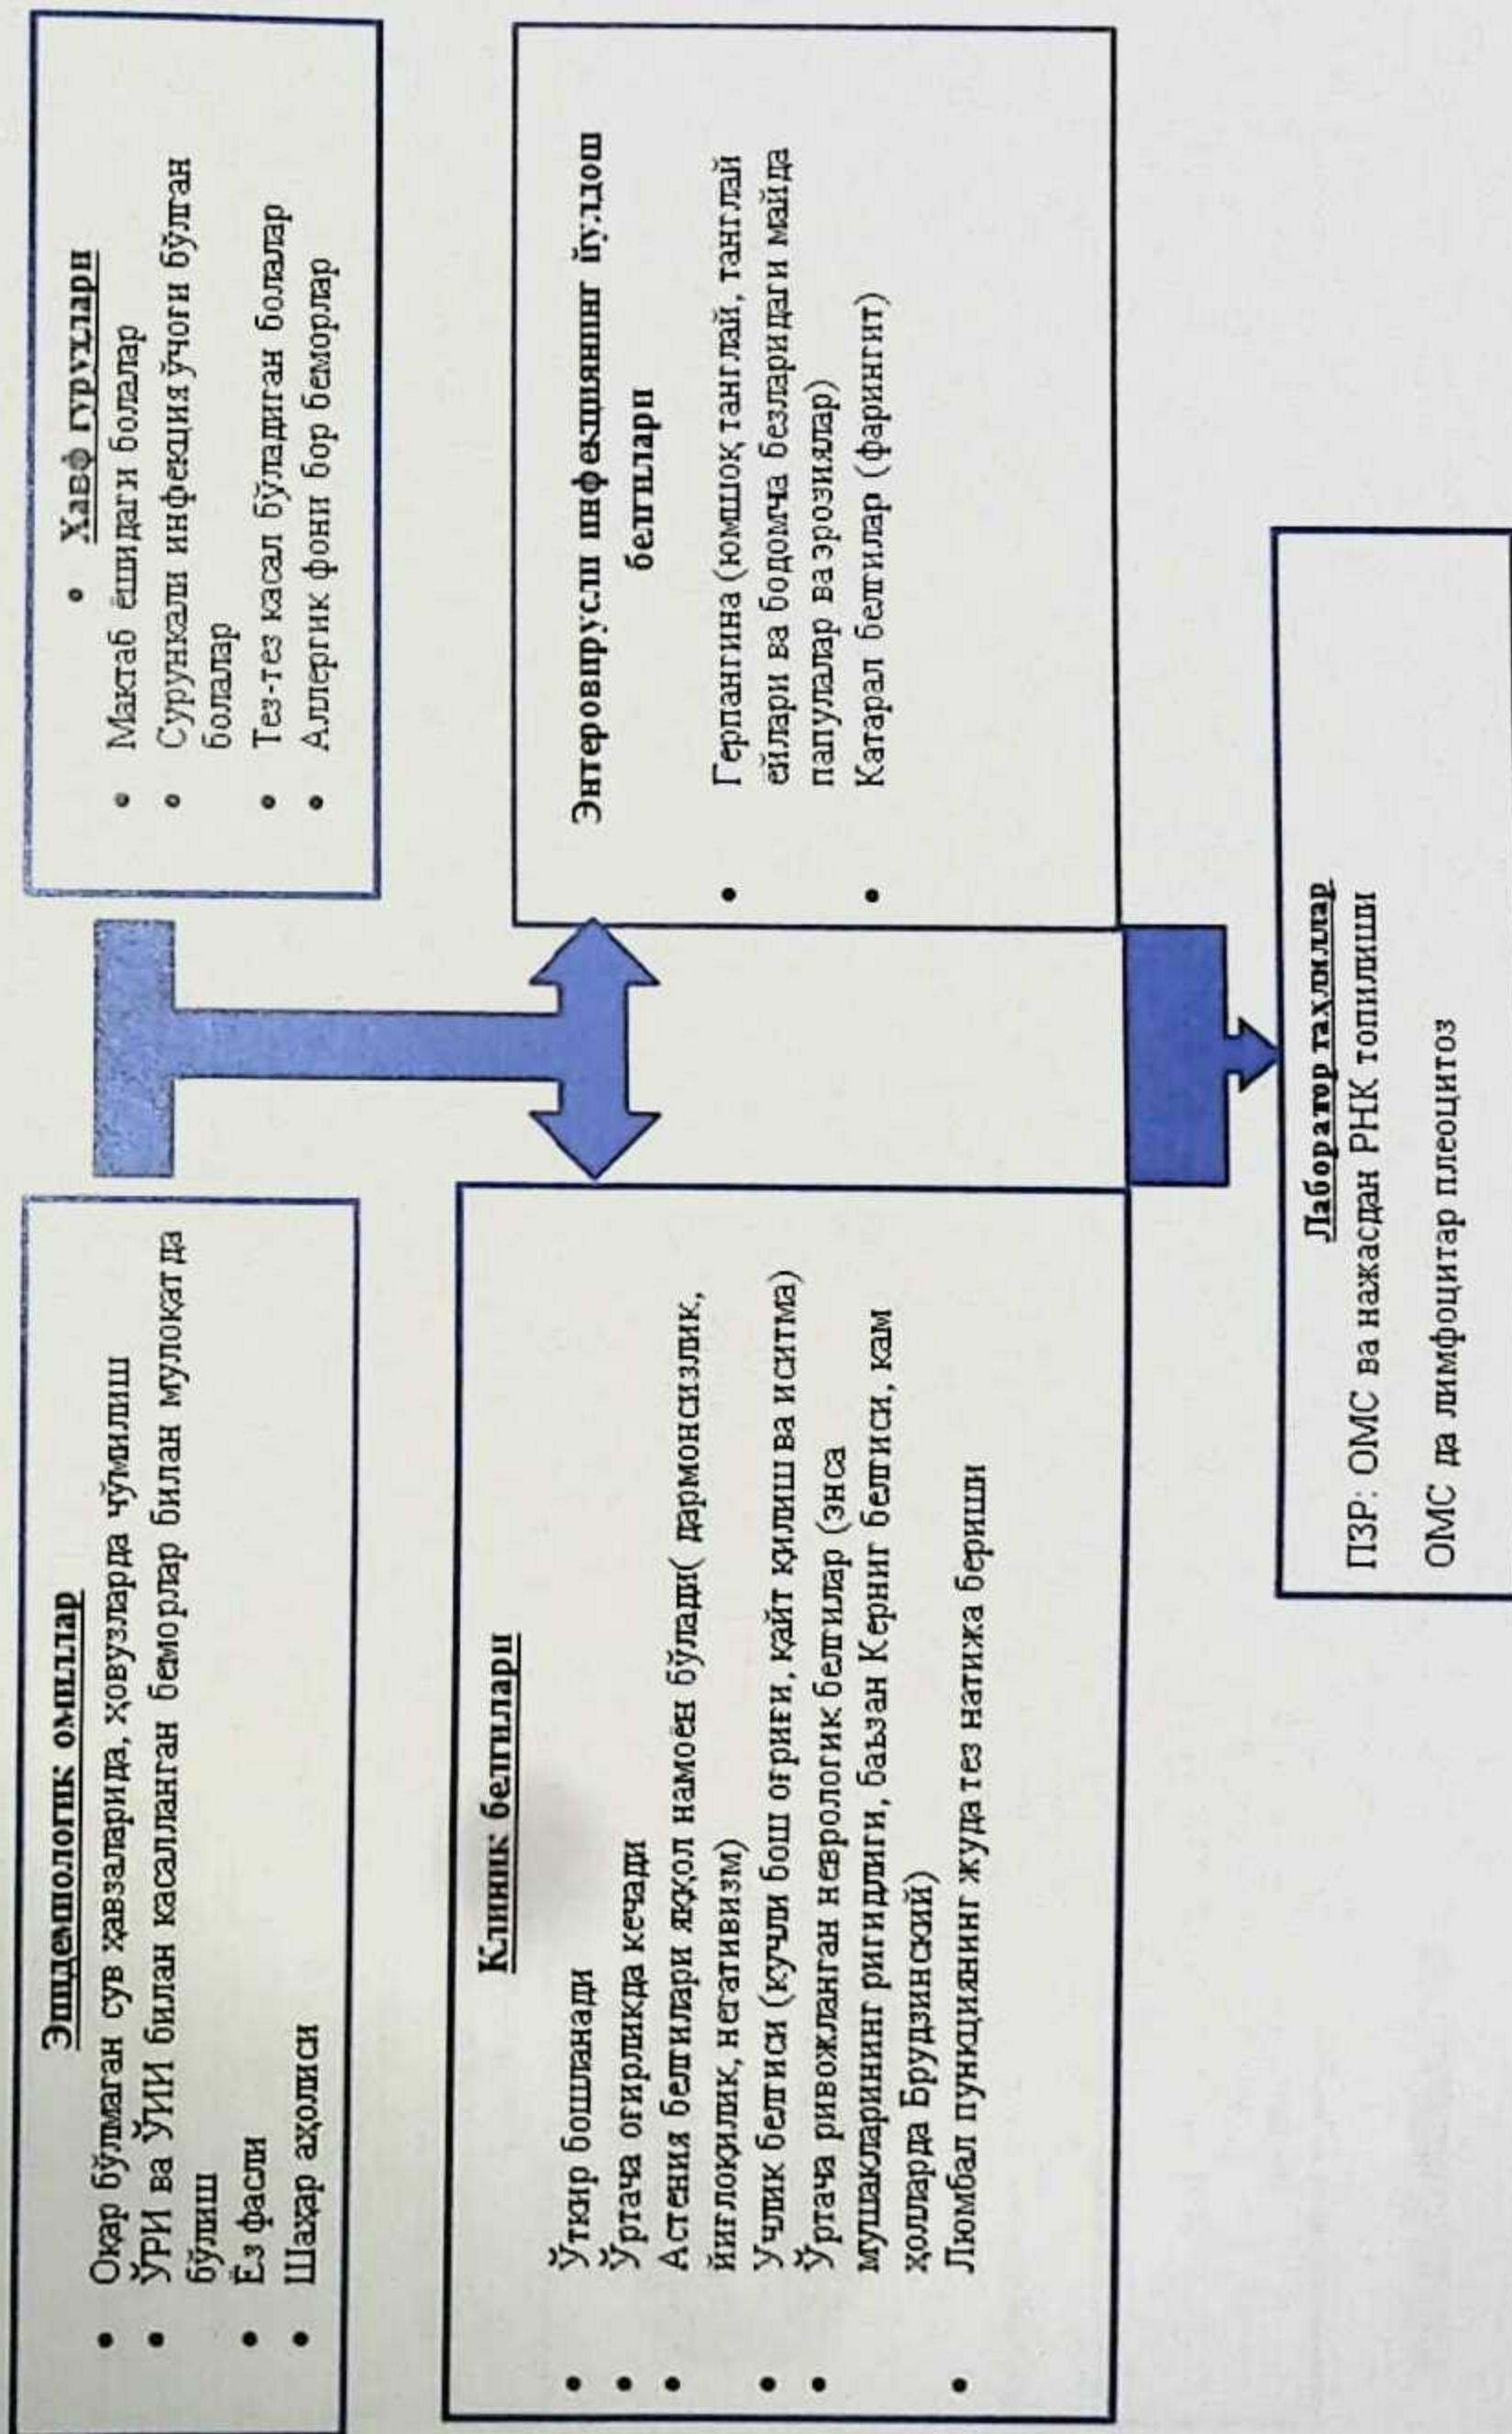 Эпидемиологик омиллар
• Оқар бўлмаган сув ҳавзаларида, ҳовузларда чўмилиш
• ЎРИ ва ЎИИ билан касалланган беморлар билан мулоқатда
бўлиш
• Ёз фасли
• Шаҳар аҳолиси
• Хавф гуруҳлари
• Мактаб ёшидаги болалар
• Сурункали инфекция ўчоғи бўлган
болалар
• Тез-тез касал бўладиган болалар
• Аллергик фони бор беморлар
Клиник белгилари
• Ўткир бошланади
• Ўртача оғирликда кечади
• Астения белгилари яққол намоён бўлади( дармонсизлик,
йиғлоқилик, негативизм)
• Учлик белгиси (кучли бош оғриғи, қайт қилиш ва иситма)
• Ўртача ривожланган неврологик белгилар (энса
мушакларининг ригидлиги, баьзан Керниг белгиси, кам
ҳолларда Брудзинский)
• Люмбал пункциянинг жуда тез натижа бериши
Энтеровирусли инфекциянинг йулдош
белгилари
• Герпангина (юмшоқ танглай, танглай
ёйлари ва бодомча безларидаги майда
папулалар ва эрозиялар)
• Катарал белгилар (фарингит)
Лаборатор таҳлиллар
ПЗР: ОМС ва нажасдан РНК топилиши
ОМС да лимфоцитар плеоцитоз